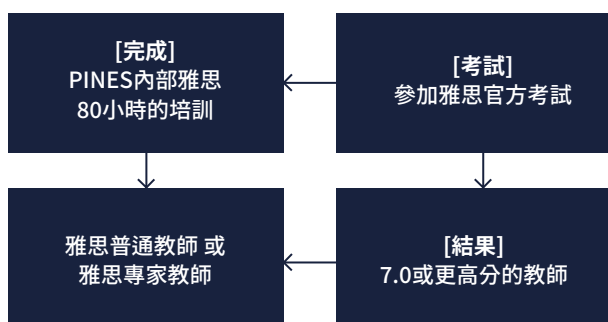 [完成]
PINES內部雅思
80小時的培訓
[考試]
參加雅思官方考試
雅思普通教師 或
雅思專家教師
[結果]
7.0或更高分的教師